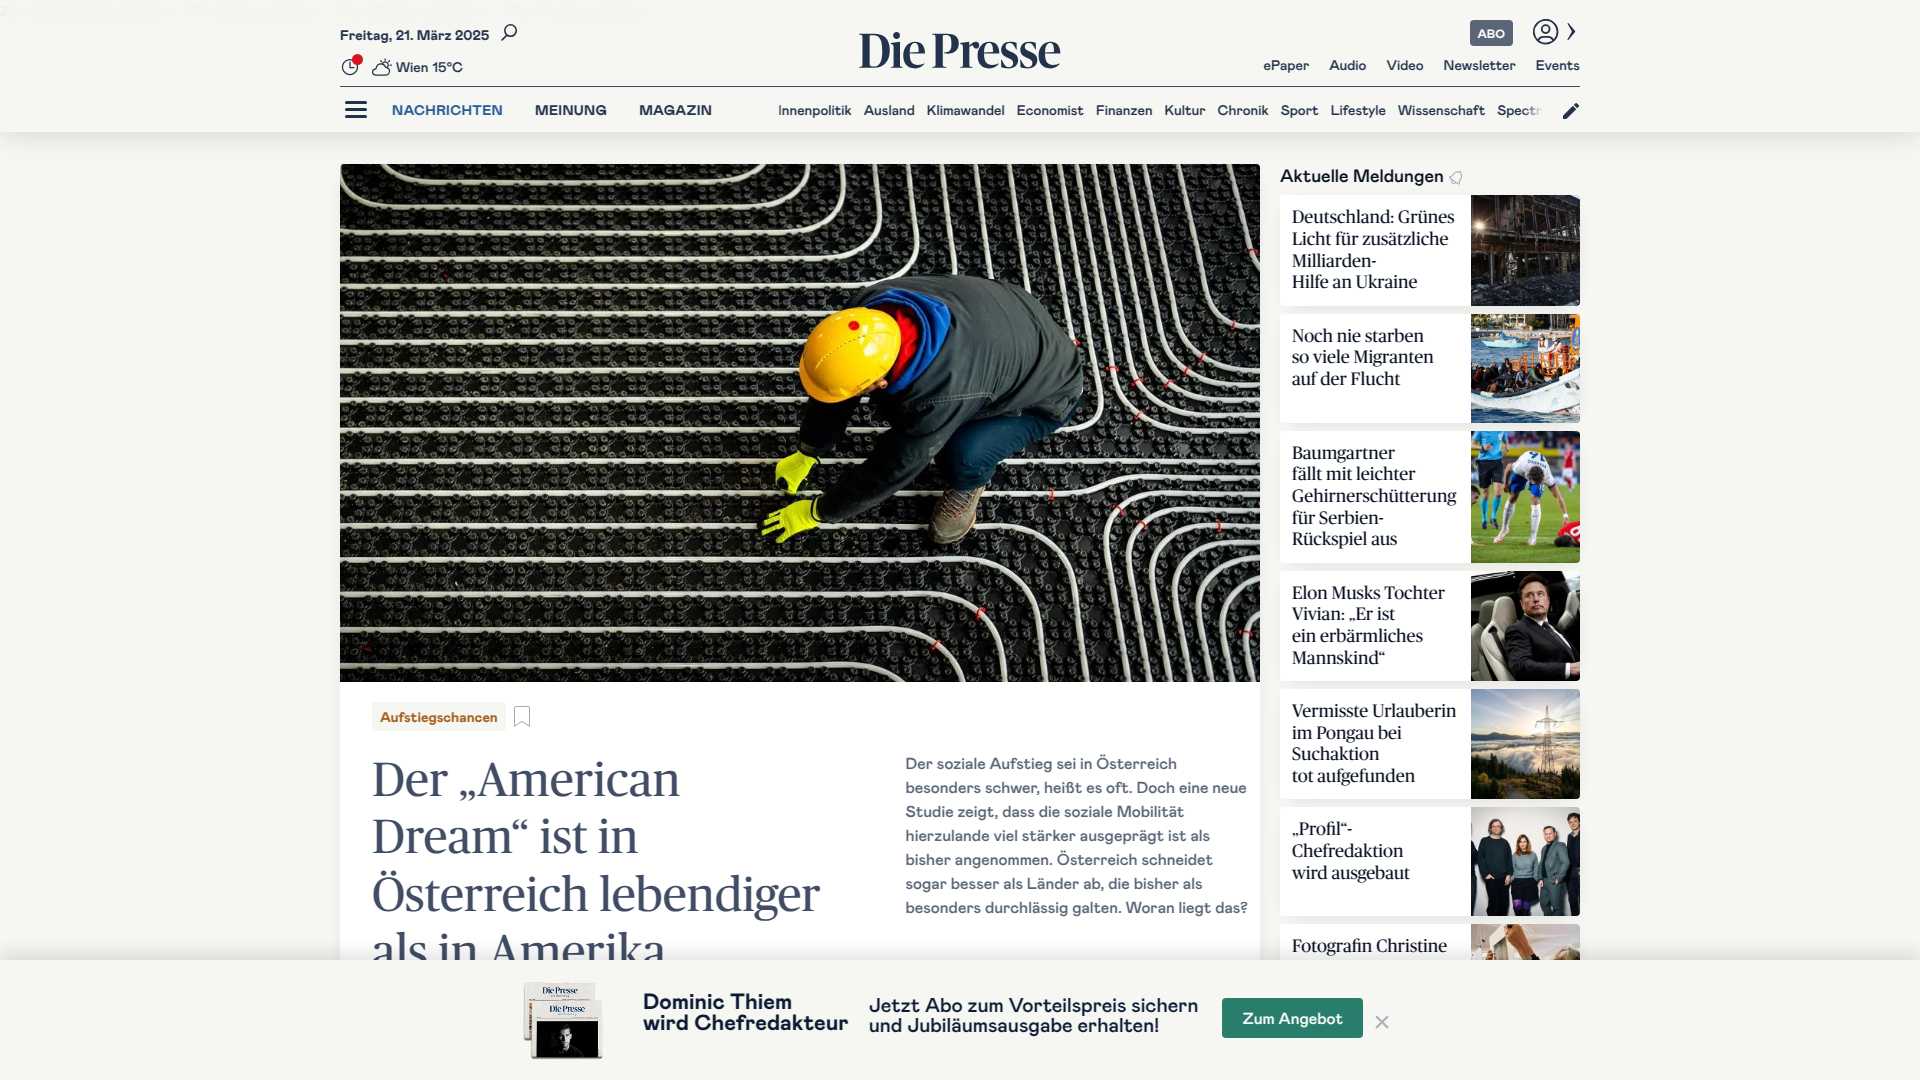 Freitag, 21. März 2025
Wien 15°C
Die Presse
ABO
ePaper Audio Video Newsletter Events
NACHRICHTEN MEINUNG MAGAZIN
Innenpolitik Ausland Klimawandel Economist Finanzen Kultur Chronik Sport Lifestyle Wissenschaft Spectr
Aufstiegschancen
Der „American
Dream“ ist in
Österreich lebendiger
als in Amerika
Der soziale Aufstieg sei in Österreich
besonders schwer, heißt es oft. Doch eine neue
Studie zeigt, dass die soziale Mobilität
hierzulande viel stärker ausgeprägt ist als
bisher angenommen. Österreich schneidet
sogar besser als Länder ab, die bisher als
besonders durchlässig galten. Woran liegt das?
Aktuelle Meldungen
Deutschland: Grünes
Licht für zusätzliche
Milliarden-
Hilfe an Ukraine
Noch nie starben
so viele Migranten
auf der Flucht
Baumgartner
fällt mit leichter
Gehirnerschütterung
für Serbien-
Rückspiel aus
Elon Musks Tochter
Vivian: „Er ist
ein erbärmliches
Mannskind“
Vermisste Urlauberin
im Pongau bei
Suchaktion
tot aufgefunden
„Profil“-
Chefredaktion
wird ausgebaut
Fotografin Christine
Die Presse
Die Presse
Dominic Thiem
wird Chefredakteur
Jetzt Abo zum Vorteilspreis sichern
und Jubiläumsausgabe erhalten!
Zum Angebot